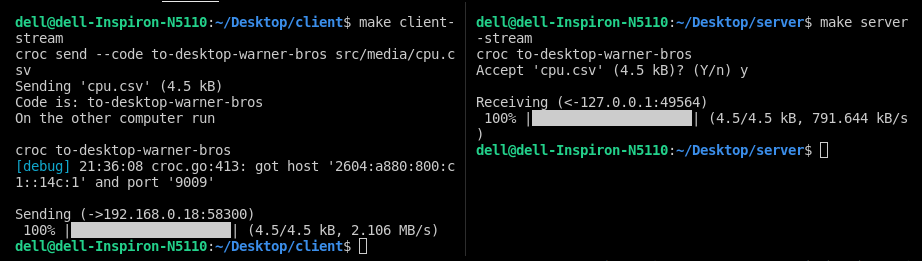 dell@dell-Inspiron-N5110:~/Desktop/client$ make client-
stream
croc send --code to-desktop-warner-bros src/media/cpu.c
sv
Sending 'cpu.csv' (4.5 kB)
Code is: to-desktop-warner-bros
On the other computer run

croc to-desktop-warner-bros
[debug] 21:36:08 croc.go:413: got host '2604:a880:800:c
1::14c:1' and port '9009'

Sending (->192.168.0.18:58300)
 100% |████████████████████| (4.5/4.5 kB, 2.106 MB/s)
dell@dell-Inspiron-N5110:~/Desktop/client$

dell@dell-Inspiron-N5110:~/Desktop/server$ make server
-stream
croc to-desktop-warner-bros
Accept 'cpu.csv' (4.5 kB)? (Y/n) y

Receiving (<-127.0.0.1:49564)
 100% |████████████████████| (4.5/4.5 kB, 791.644 kB/s
)
dell@dell-Inspiron-N5110:~/Desktop/server$